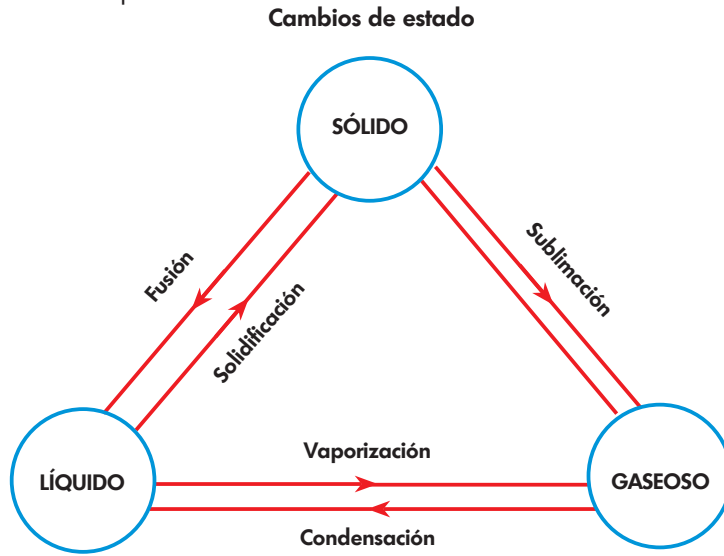 Cambios de estado
SÓLIDO
Fusión
Solidificación
Sublimación
Vaporización
LÍQUIDO
GASEOSO
Condensación